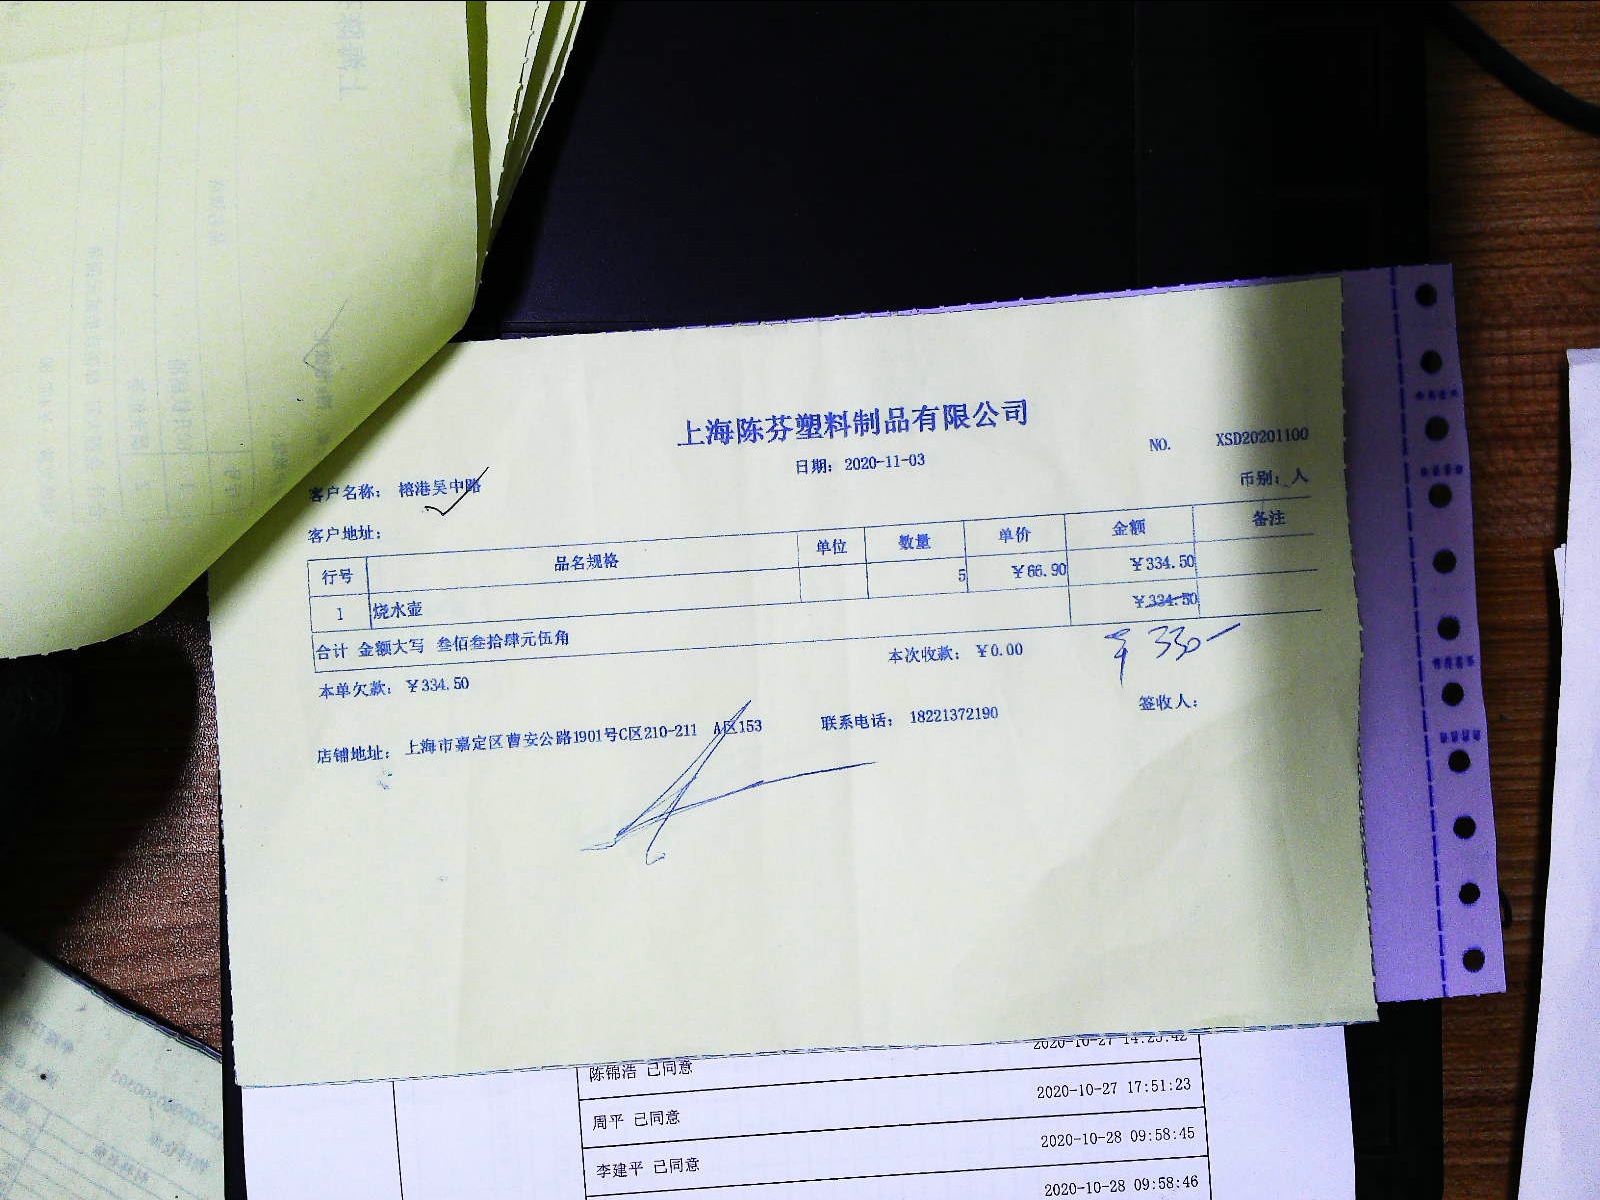 上海陈芬塑料制品有限公司
日期: 2020-11-03
NO. XSD20201100
客户名称: 榕港吴中路
币别: 人
客户地址:
行号 品名规格 单位 数量 单价 金额 备注
1 烧水壶 5 ¥66.90 ¥334.50
合计 金额大写 叁佰叁拾肆元伍角 ¥334.50
¥330
本单欠款: ¥334.50 本次收款: ¥0.00
店铺地址: 上海市嘉定区曹安公路1901号C区210-211 A区153 联系电话: 18221372190 签收人:
2020-10-27 14:25:42
陈锦浩 已同意
2020-10-27 17:51:23
周平 已同意
2020-10-28 09:58:45
李建平 已同意
2020-10-28 09:58:46